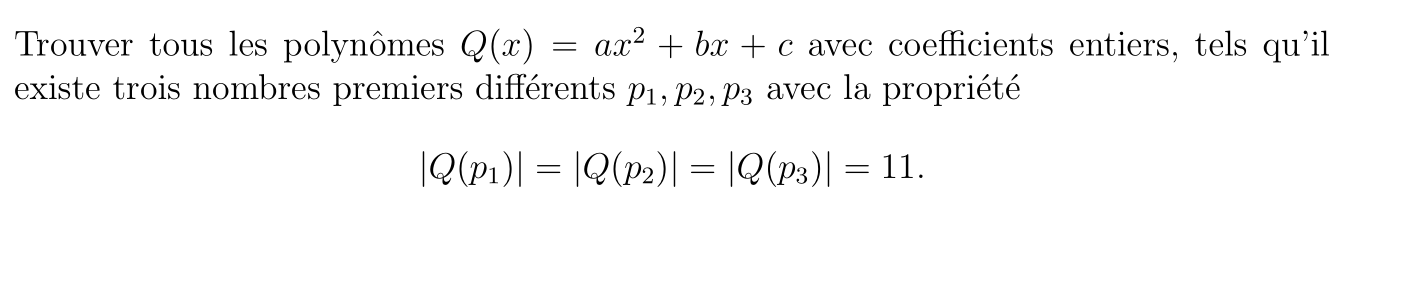 Trouver tous les polynômes Q(x) = ax² + bx + c avec coefficients entiers, tels qu'il
existe trois nombres premiers différents p₁, p₂, p₃ avec la propriété
|Q(p₁)| = |Q(p₂)| = |Q(p₃)| = 11.